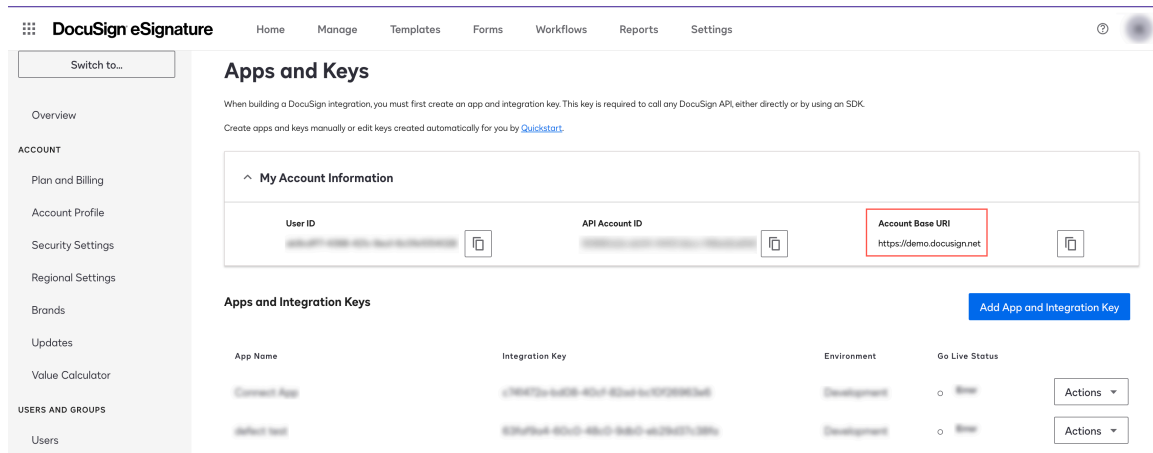 DocuSign eSignature
Home
Manage
Templates
Forms
Workflows
Reports
Settings
Switch to...
Overview
ACCOUNT
Plan and Billing
Account Profile
Security Settings
Regional Settings
Brands
Updates
Value Calculator
USERS AND GROUPS
Users
Apps and Keys
When building a DocuSign integration, you must first create an app and integration key. This key is required to call any DocuSign API, either directly or by using an SDK.
Create apps and keys manually or edit keys created automatically for you by Quickstart.
My Account Information
User ID
API Account ID
Account Base URI
https://demo.docusign.net
Apps and Integration Keys
Add App and Integration Key
App Name
Integration Key
Environment
Go Live Status
Actions
Actions